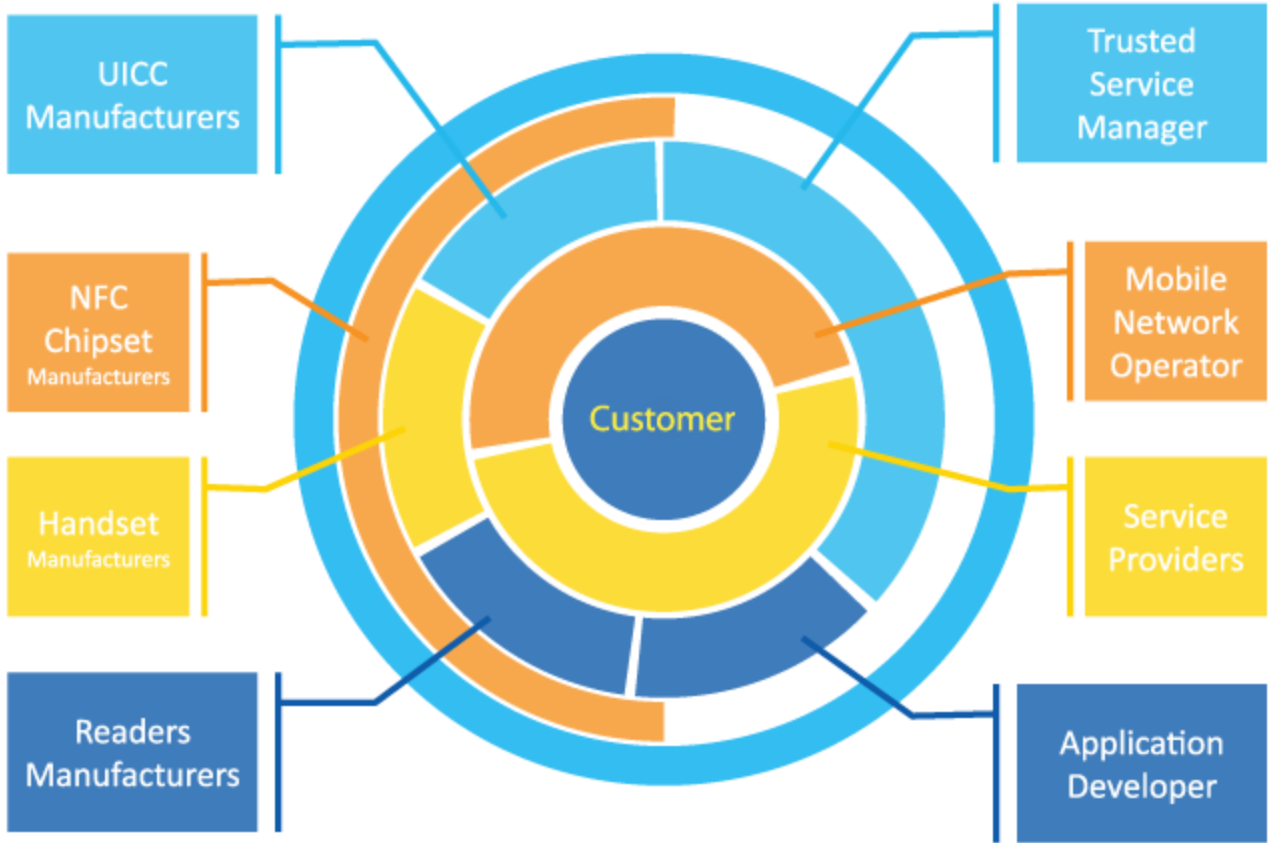 UICC
Manufacturers
Trusted
Service
Manager
NFC
Chipset
Manufacturers
Mobile
Network
Operator
Customer
Handset
Manufacturers
Service
Providers
Readers
Manufacturers
Application
Developer